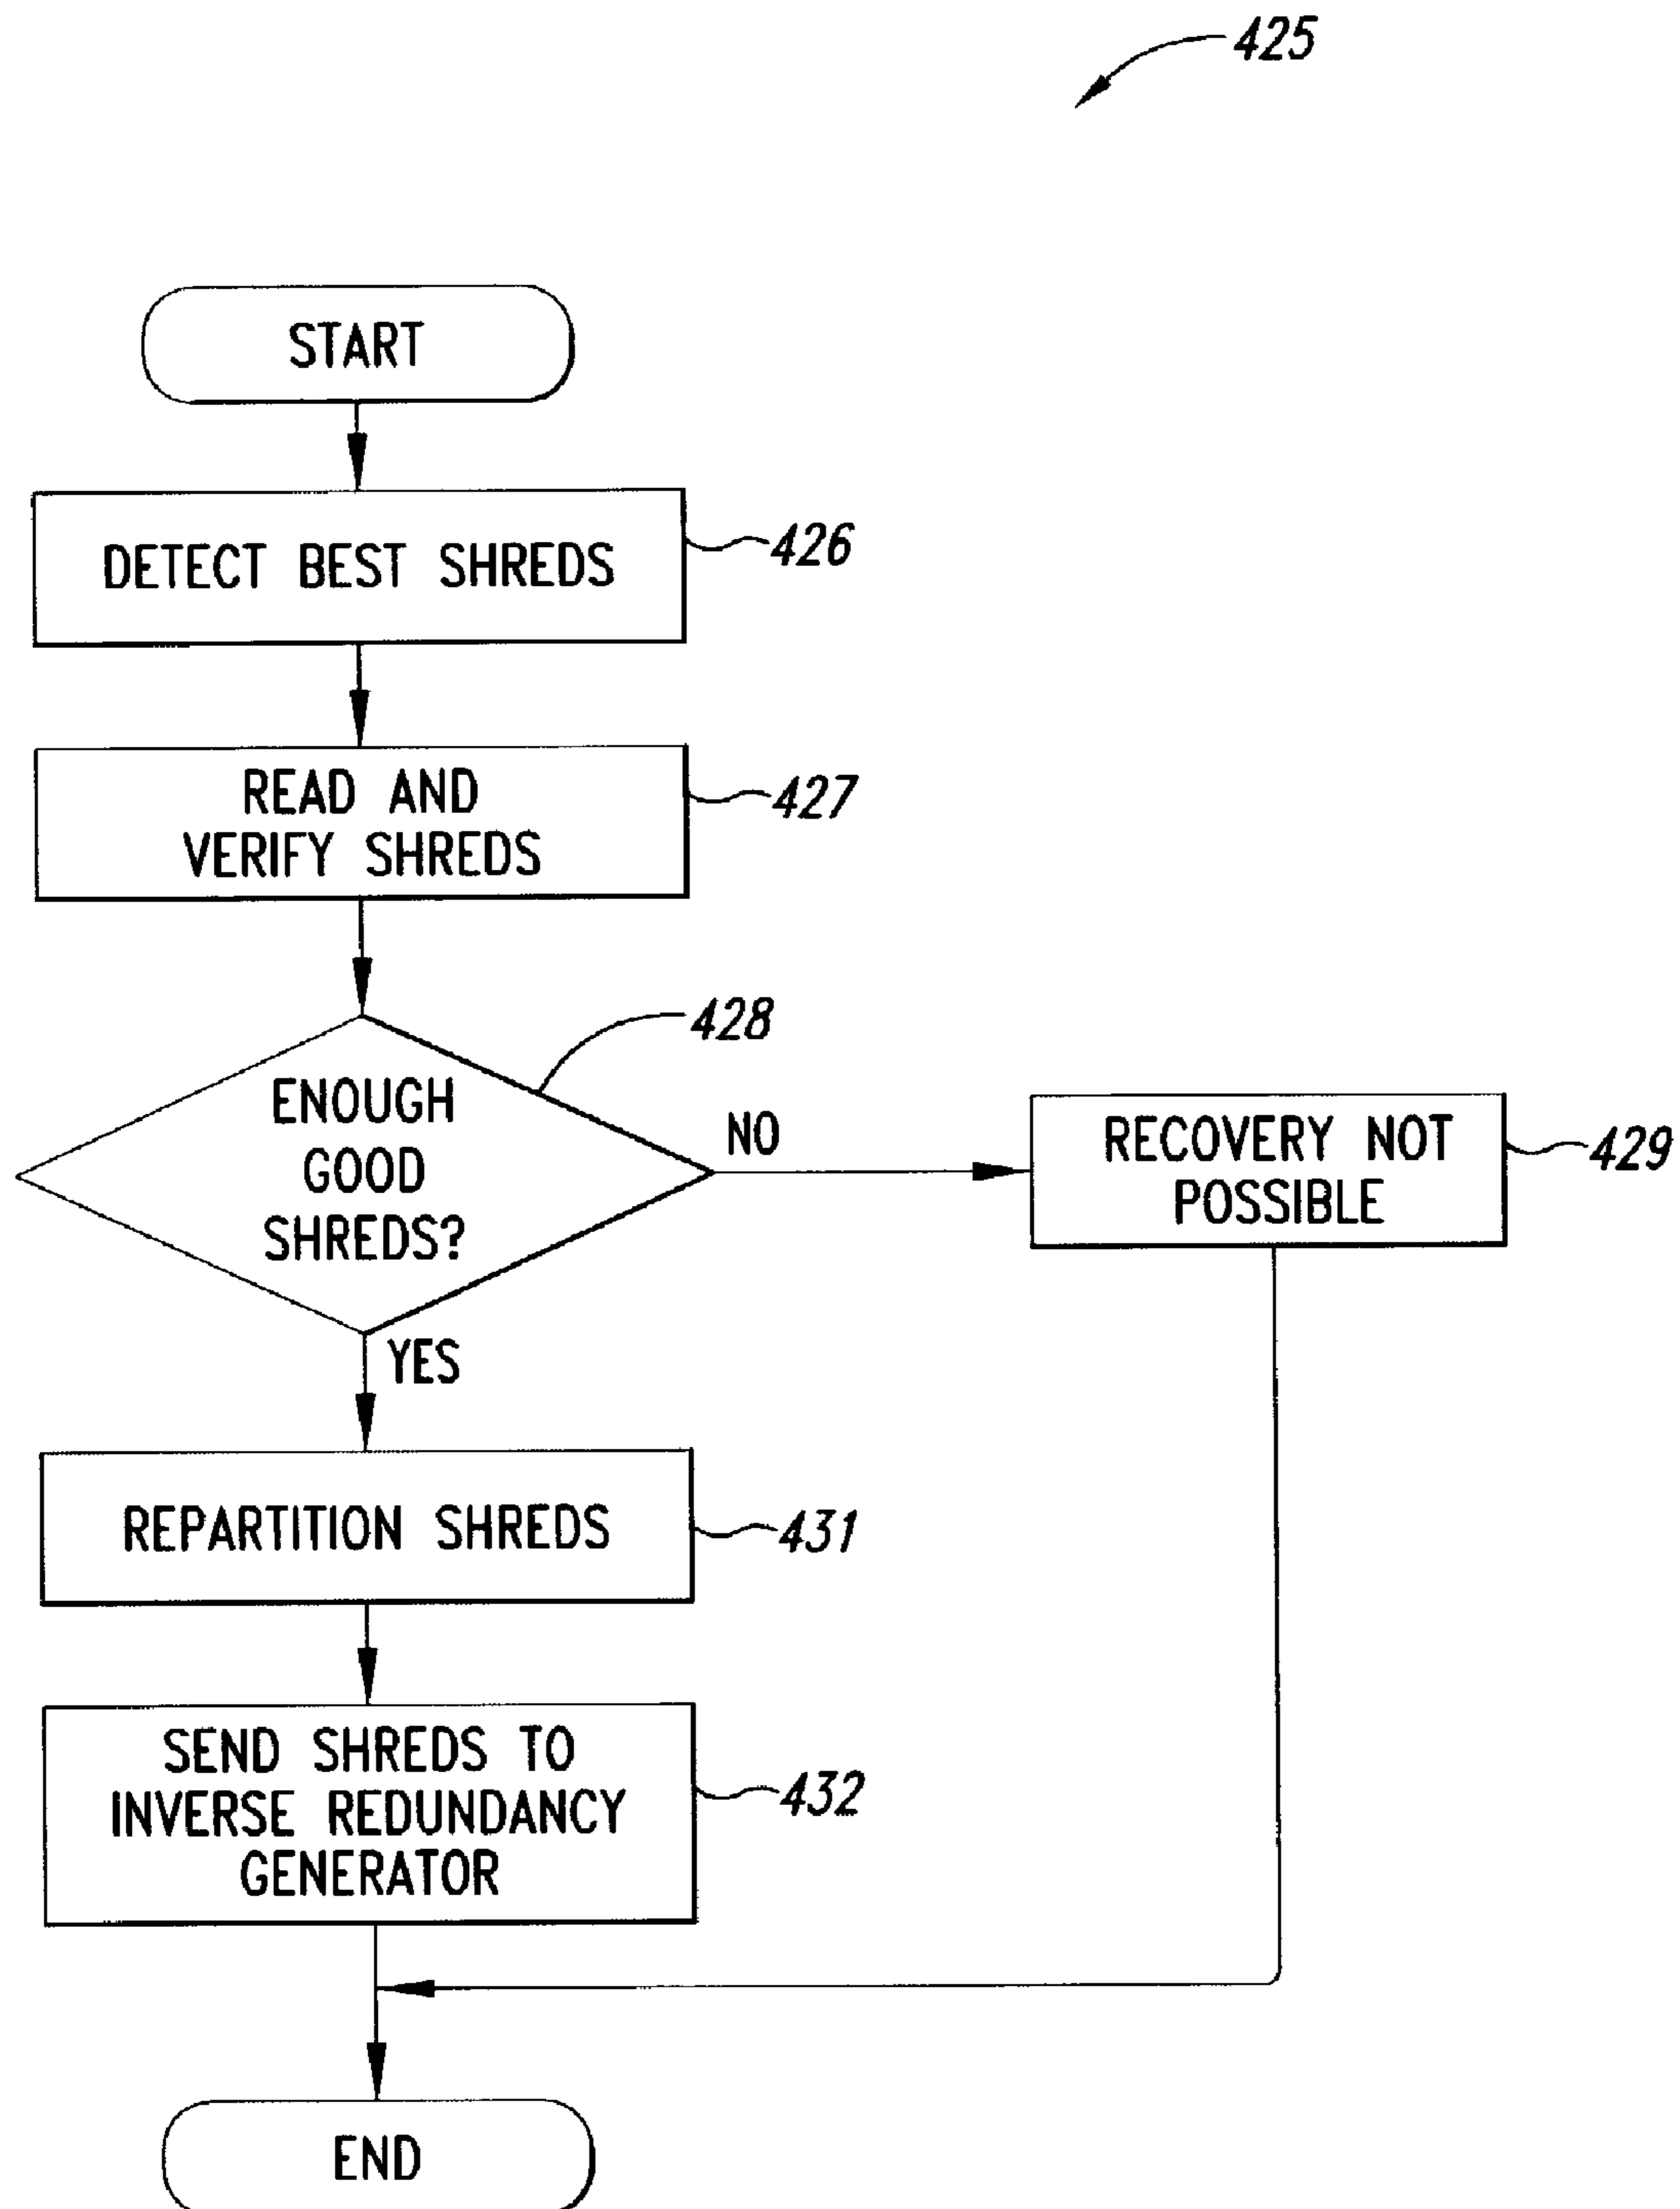 425
START
DETECT BEST SHREDS
426
READ AND
VERIFY SHREDS
427
428
ENOUGH
GOOD
SHREDS?
NO
RECOVERY NOT
POSSIBLE
429
YES
REPARTITION SHREDS
431
SEND SHREDS TO
INVERSE REDUNDANCY
GENERATOR
432
END